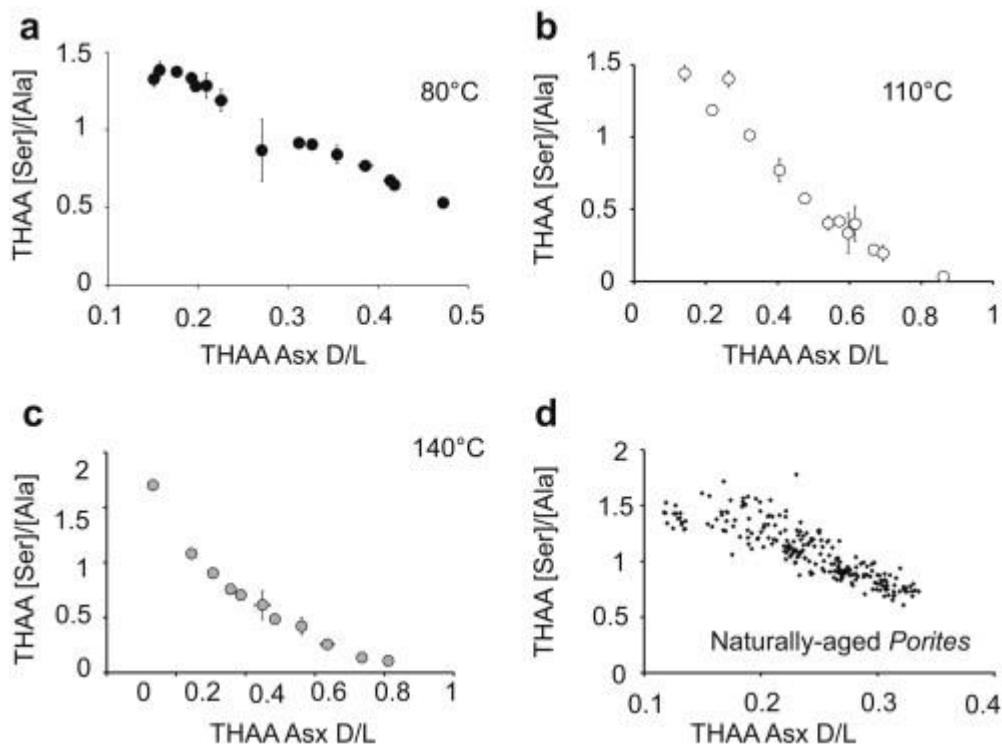 a
80°C
THAA [Ser]/[Ala]
1.5
1
0.5
0
0.1
0.2
0.3
0.4
0.5
THAA Asx D/L
b
110°C
THAA [Ser]/[Ala]
1.5
1
0.5
0
0
0.2
0.4
0.6
0.8
1
THAA Asx D/L
c
140°C
THAA [Ser]/[Ala]
2
1.5
1
0.5
0
0
0.2
0.4
0.6
0.8
1
THAA Asx D/L
d
THAA [Ser]/[Ala]
2
1.5
1
0.5
0
Naturally-aged Porites
0.1
0.2
0.3
0.4
THAA Asx D/L